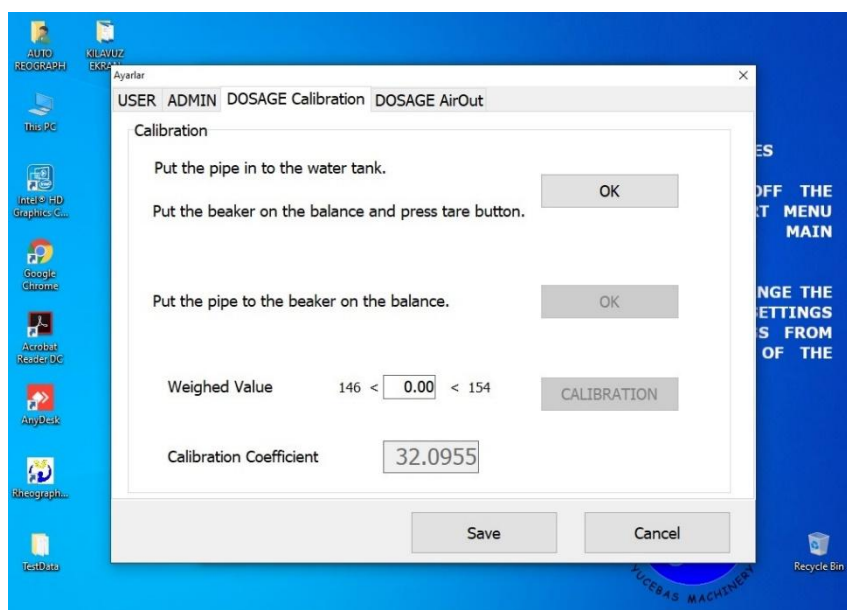 AUTO
REOGRAPH
KILAVUZ
This PC
Intel® HD
Graphics C...
Google
Chrome
Acrobat
Reader DC
AnyDesk
Rheograph...
TestData
Ayarlar
USER ADMIN DOSAGE Calibration DOSAGE AirOut
Calibration
Put the pipe in to the water tank.
OK
Put the beaker on the balance and press tare button.
Put the pipe to the beaker on the balance.
OK
Weighed Value 146 < 0.00 < 154
CALIBRATION
Calibration Coefficient 32.0955
Save Cancel
ES
OFF THE
RT MENU
MAIN
NGE THE
SETTINGS
S FROM
OF THE
YUCEBAS MACHINERY
Recycle Bin